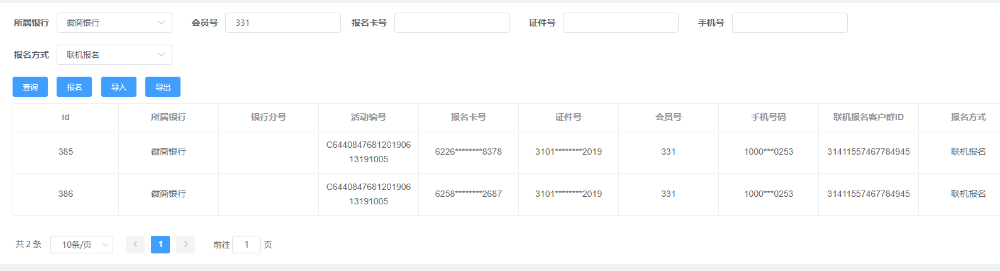 所属银行 徽商银行 会员号 331 报名卡号 证件号 手机号
报名方式 联机报名
查询 报名 导入 导出
id 所属银行 银行分号 活动编号 报名卡号 证件号 会员号 手机号码 联机报名客户群ID 报名方式
385 徽商银行 C6440847681201906 6226********8378 3101********2019 331 1000***0253 31411557467784945 联机报名
13191005
386 徽商银行 C6440847681201906 6258********2687 3101********2019 331 1000***0253 31411557467784945 联机报名
13191005
共 2 条 10条/页 1 前往 1 页